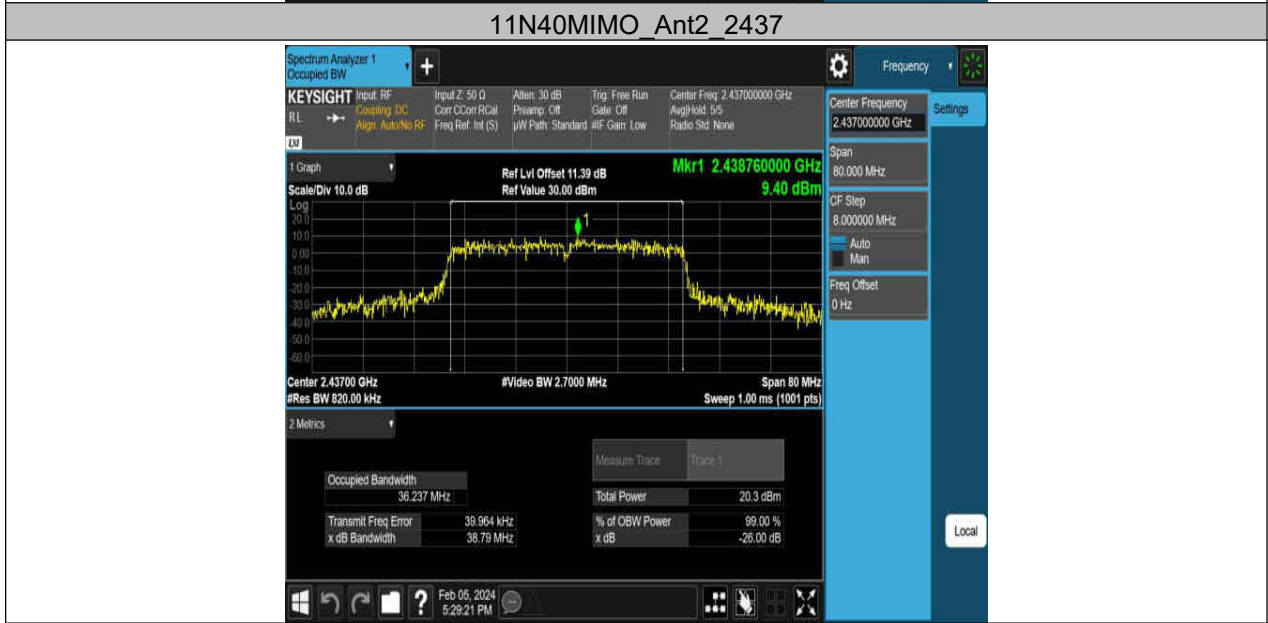 11N40MIMO_Ant2_2437
Spectrum Analyzer 1
Occupied BW
+
Frequency
KEYSIGHT
RL
LXI
Input: RF
Coupling: DC
Align: Auto/No RF
Input Z: 50 Ω
Corr CCorr RCal
Freq Ref: Int (S)
Atten: 30 dB
Preamp: Off
µW Path: Standard
Trig: Free Run
Gate: Off
#IF Gain: Low
Center Freq: 2.437000000 GHz
Avg|Hold: 5/5
Radio Std: None
Center Frequency
2.437000000 GHz
Settings
Span
80.000 MHz
CF Step
8.000000 MHz
Auto
Man
Freq Offset
0 Hz
Local
1 Graph
Scale/Div 10.0 dB
Ref Lvl Offset 11.39 dB
Ref Value 30.00 dBm
Mkr1 2.438760000 GHz
9.40 dBm
Log
20.0
10.0
0.00
-10.0
-20.0
-30.0
-40.0
-50.0
-60.0
1
Center 2.43700 GHz
#Video BW 2.7000 MHz
Span 80 MHz
#Res BW 820.00 kHz
Sweep 1.00 ms (1001 pts)
2 Metrics
Measure Trace
Trace 1
Occupied Bandwidth
36.237 MHz
Total Power
20.3 dBm
Transmit Freq Error
39.964 kHz
% of OBW Power
99.00 %
x dB Bandwidth
38.79 MHz
x dB
-26.00 dB
?
Feb 05, 2024
5:29:21 PM